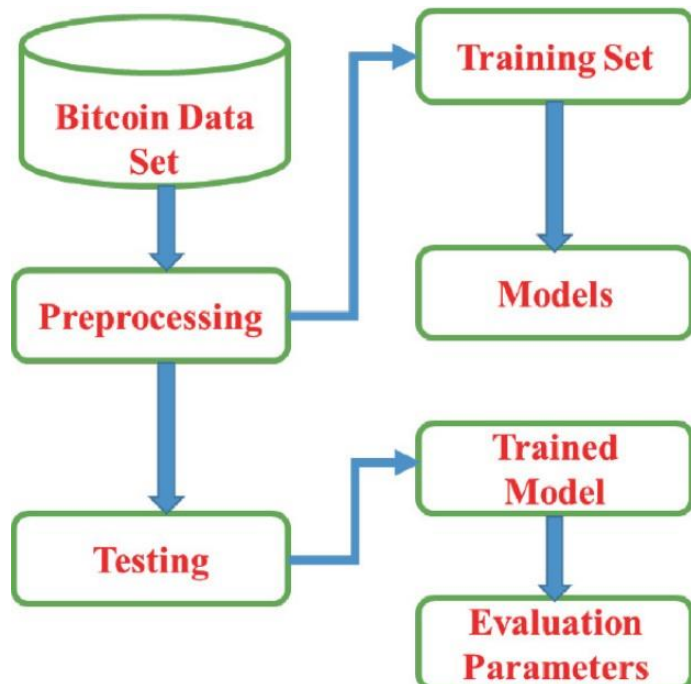 Bitcoin Data
Set
Training Set
Preprocessing
Models
Testing
Trained
Model
Evaluation
Parameters